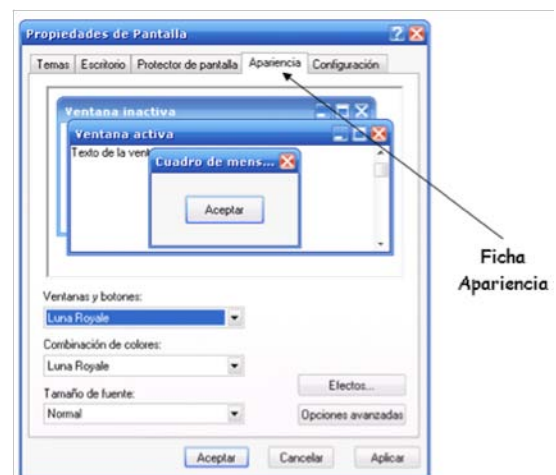 Propiedades de Pantalla
Temas Escritorio Protector de pantalla Apariencia Configuración
Ventana inactiva
Ventana activa
Texto de la vent
Cuadro de mens...
Aceptar
Ficha
Apariencia
Ventanas y botones:
Luna Royale
Combinación de colores:
Luna Royale
Efectos...
Tamaño de fuente:
Normal Opciones avanzadas
Aceptar Cancelar Aplicar